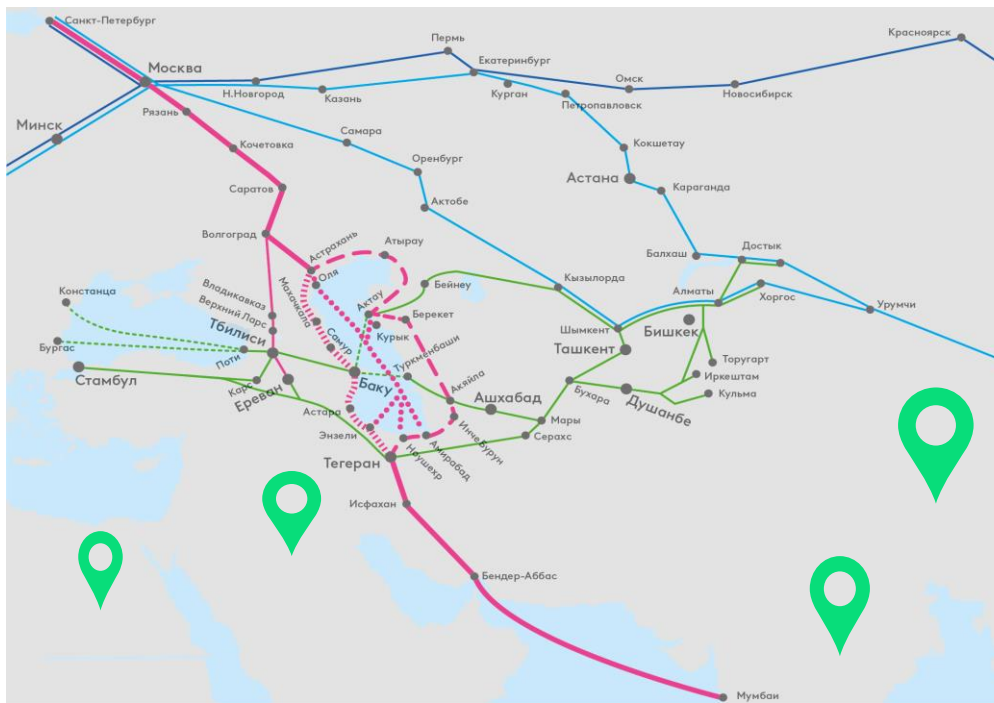 Санкт-Петербург
Красноярск
Пермь
Екатеринбург
Москва
Н.Новгород
Казань
Курган
Петропавловск
Омск
Новосибирск
Рязань
Минск
Кочетовка
Самара
Кокшетау
Оренбург
Астана
Караганда
Саратов
Актобе
Волгоград
Астрахань
Атырау
Оля
Балхаш
Достык
Бейнеу
Кызылорда
Алматы
Хоргос
Урумчи
Констанца
Владикавказ
Верхний Ларс
Махачкала
Актау
Берекет
Тбилиси
Самур
Курык
Шымкент
Бишкек
Бургас
Поти
Туркменбаши
Ташкент
Торугарт
Стамбул
Карс
Ереван
Баку
Акяйла
Иркештам
Ашхабад
Бухара
Душанбе
Кульма
Астара
Мары
Энзели
Инче Бурун
Серахс
Тегеран
Ноушехр
Амирабад
Исфахан
Бендер-Аббас
Мумбаи